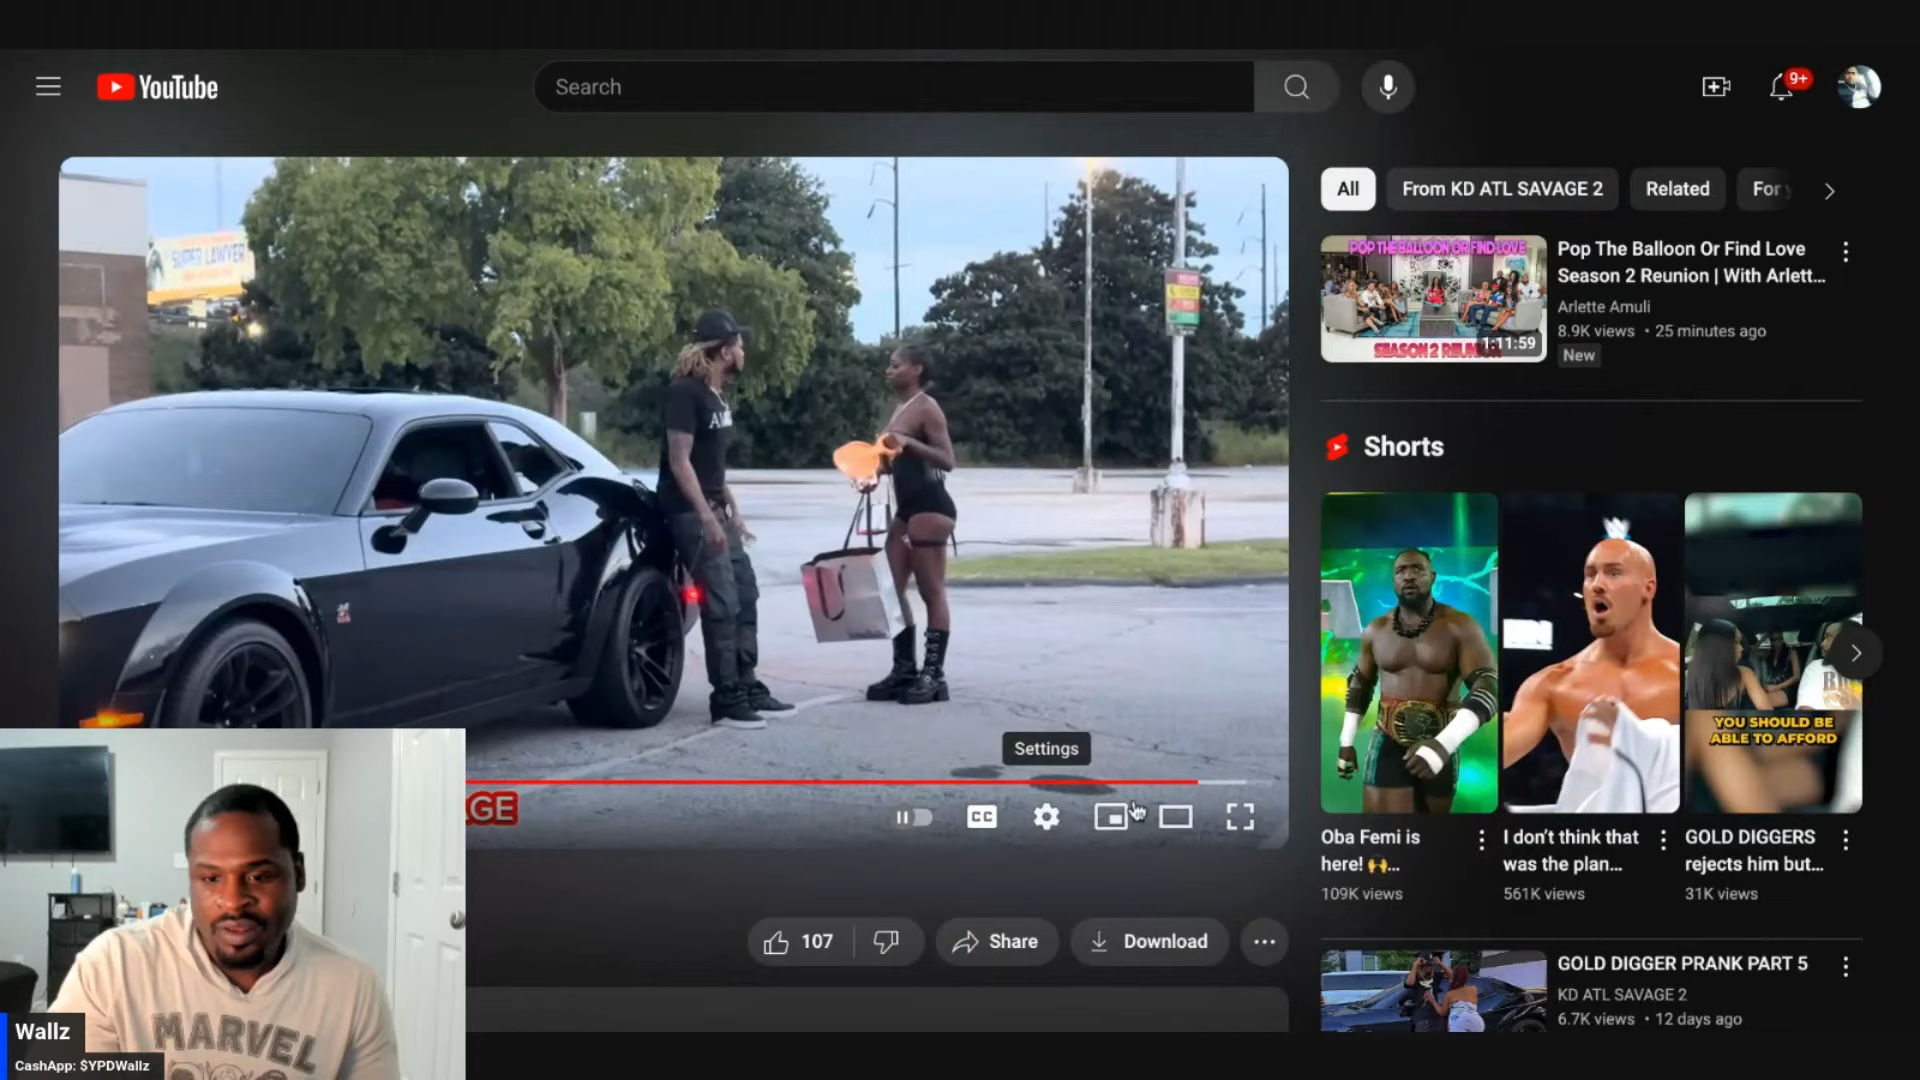 YouTube
Search
9+
SUPER LAWYER
All
From KD ATL SAVAGE 2
Related
For
POP THE BALLOON OR FIND LOVE
1:11:59
Pop The Balloon Or Find Love
Season 2 Reunion | With Arlett...
Arlette Amuli
8.9K views • 25 minutes ago
New
Shorts
YOU SHOULD BE
ABLE TO AFFORD
Settings
GE
CC
Oba Femi is
here! 🙌...
109K views
I don't think that
was the plan...
561K views
GOLD DIGGERS
rejects him but...
31K views
107
Share
Download
GOLD DIGGER PRANK PART 5
KD ATL SAVAGE 2
6.7K views • 12 days ago
MARVEL
Wallz
CashApp: $YPDWallz